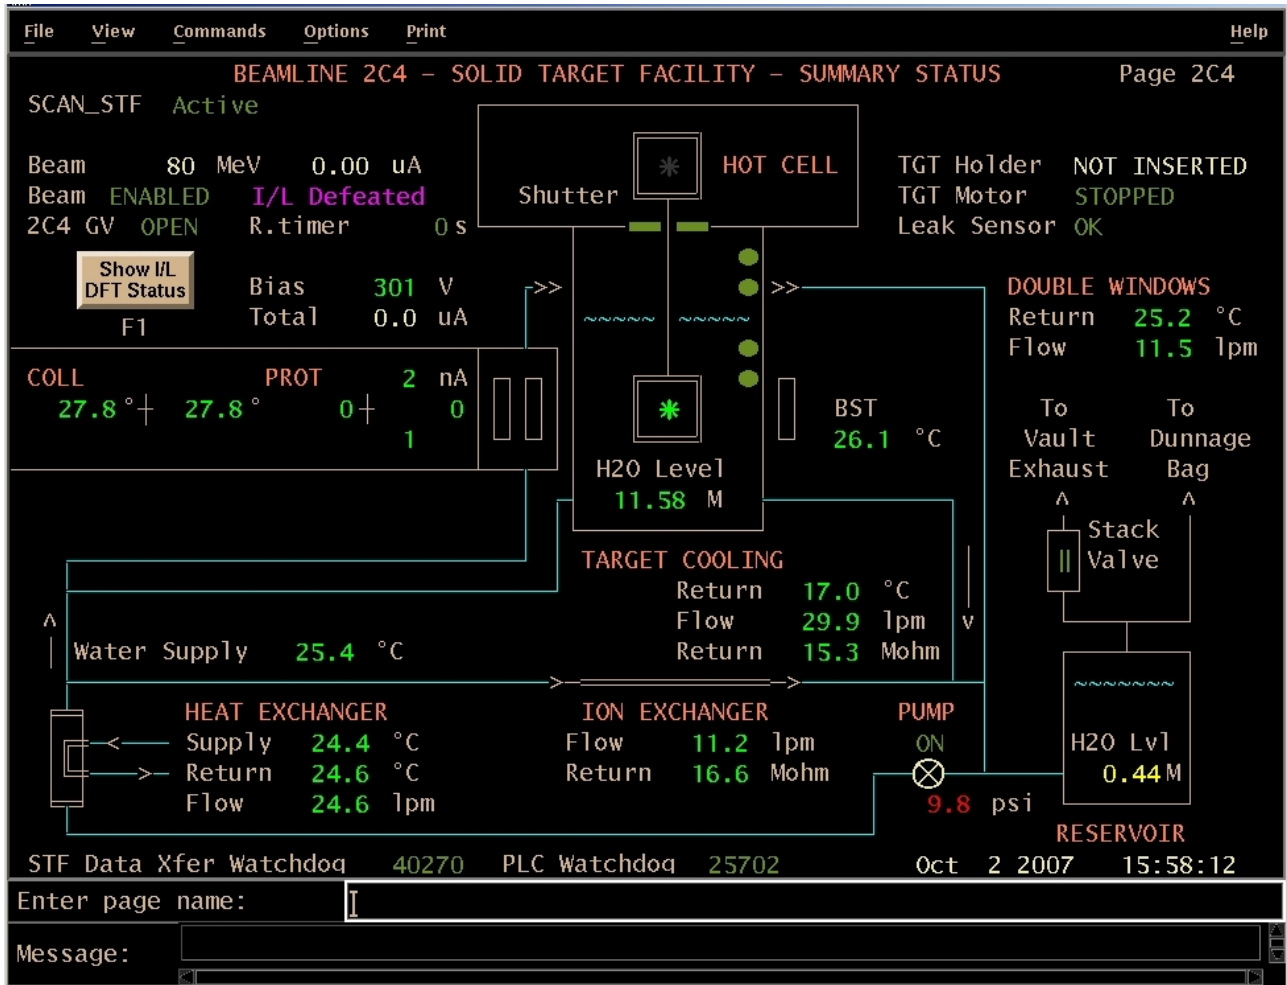 File View Commands Options Print Help
BEAMLINE 2C4 – SOLID TARGET FACILITY – SUMMARY STATUS Page 2C4
SCAN_STF Active
Beam 80 MeV 0.00 uA
Beam ENABLED I/L Defeated
2C4 GV OPEN R.timer 0 s
Shutter HOT CELL
TGT Holder NOT INSERTED
TGT Motor STOPPED
Leak Sensor OK
Show I/L
DFT Status
F1
Bias 301 V
Total 0.0 uA
>> >>
DOUBLE WINDOWS
Return 25.2 °C
Flow 11.5 lpm
COLL PROT 2 nA
27.8 ° 27.8 ° 0 0
1
BST
26.1 °C
To
Vault
Exhaust
To
Dunnage
Bag
H2O Level
11.58 M
Stack
Valve
TARGET COOLING
Return 17.0 °C
Flow 29.9 lpm
Return 15.3 Mohm
Water Supply 25.4 °C
HEAT EXCHANGER
Supply 24.4 °C
Return 24.6 °C
Flow 24.6 lpm
ION EXCHANGER
Flow 11.2 lpm
Return 16.6 Mohm
PUMP
ON
9.8 psi
H2O Lvl
0.44 M
RESERVOIR
STF Data Xfer Watchdog 40270 PLC Watchdog 25702 Oct 2 2007 15:58:12
Enter page name:
Message: